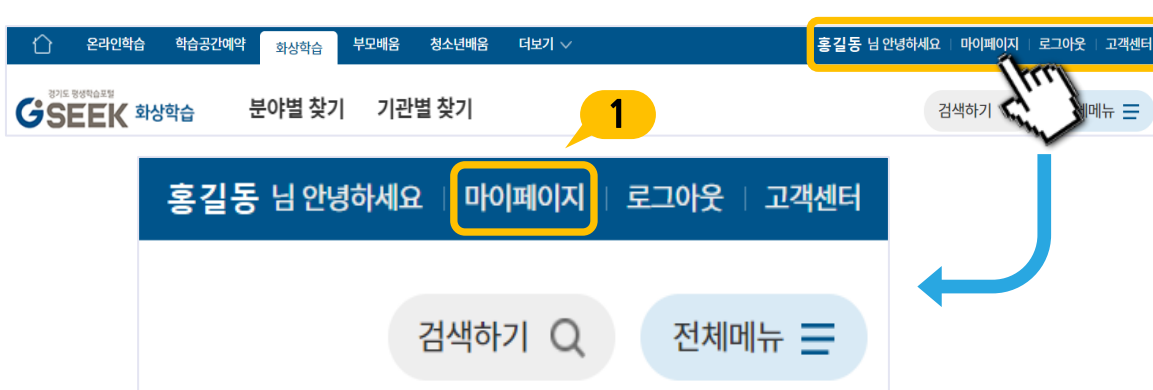 온라인학습 학습공간예약 화상학습 부모배움 청소년배움 더보기
홍길동 님 안녕하세요 마이페이지 로그아웃 고객센터
경기도 평생학습포털
GSEEK 화상학습 분야별 찾기 기관별 찾기
검색하기 메뉴
1
홍길동 님 안녕하세요 마이페이지 로그아웃 고객센터
검색하기 전체메뉴